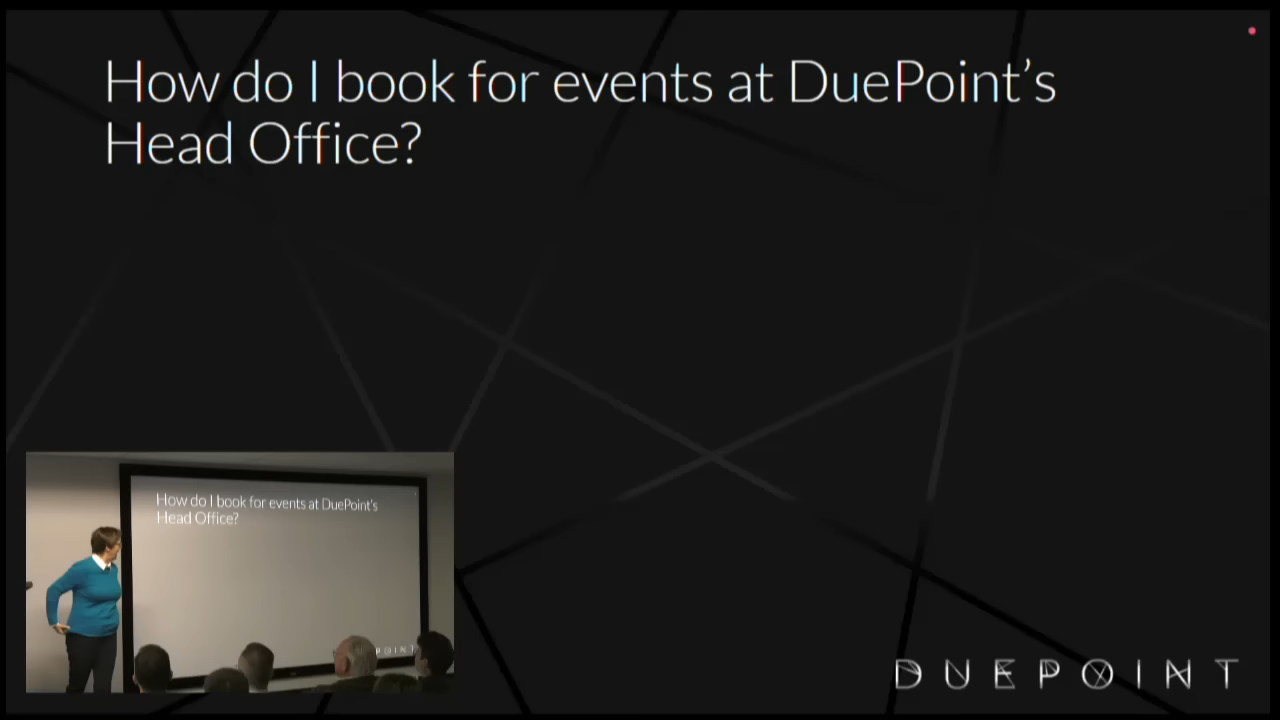 How do I book for events at DuePoint’s
Head Office?
How do I book for events at DuePoint's
Head Office?
POINT
DUEPOINT